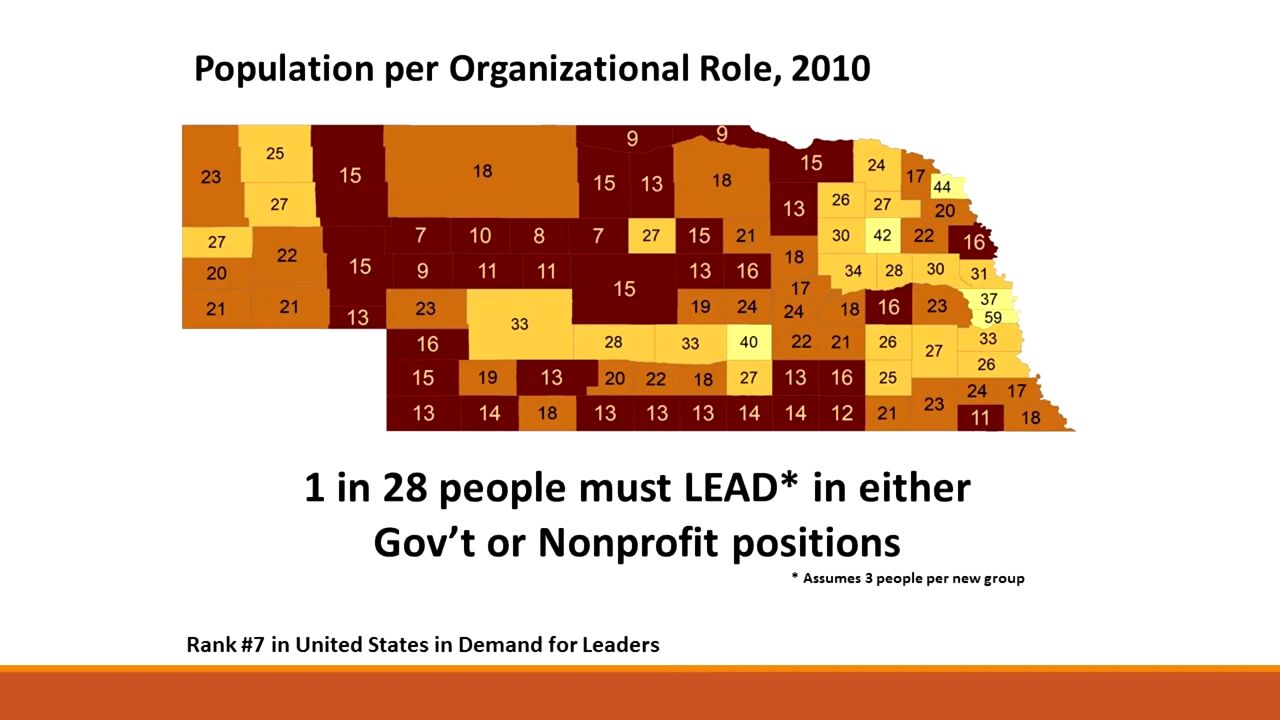 Population per Organizational Role, 2010
9 9
25 15 24
23 15 18 15 13 18 17 44
27 13 26 27 20
27 7 10 8 7 27 15 21 30 42 22 16
22 18
20 15 9 11 11 15 13 16 34 28 30 31
17
21 21 13 23 33 19 24 24 18 16 23 37
59
16 28 33 40 22 21 26 27 33
26
15 19 13 20 22 18 27 13 16 25 24 17
13 14 18 13 13 13 14 14 12 21 23 11 18
1 in 28 people must LEAD* in either
Gov’t or Nonprofit positions
* Assumes 3 people per new group
Rank #7 in United States in Demand for Leaders